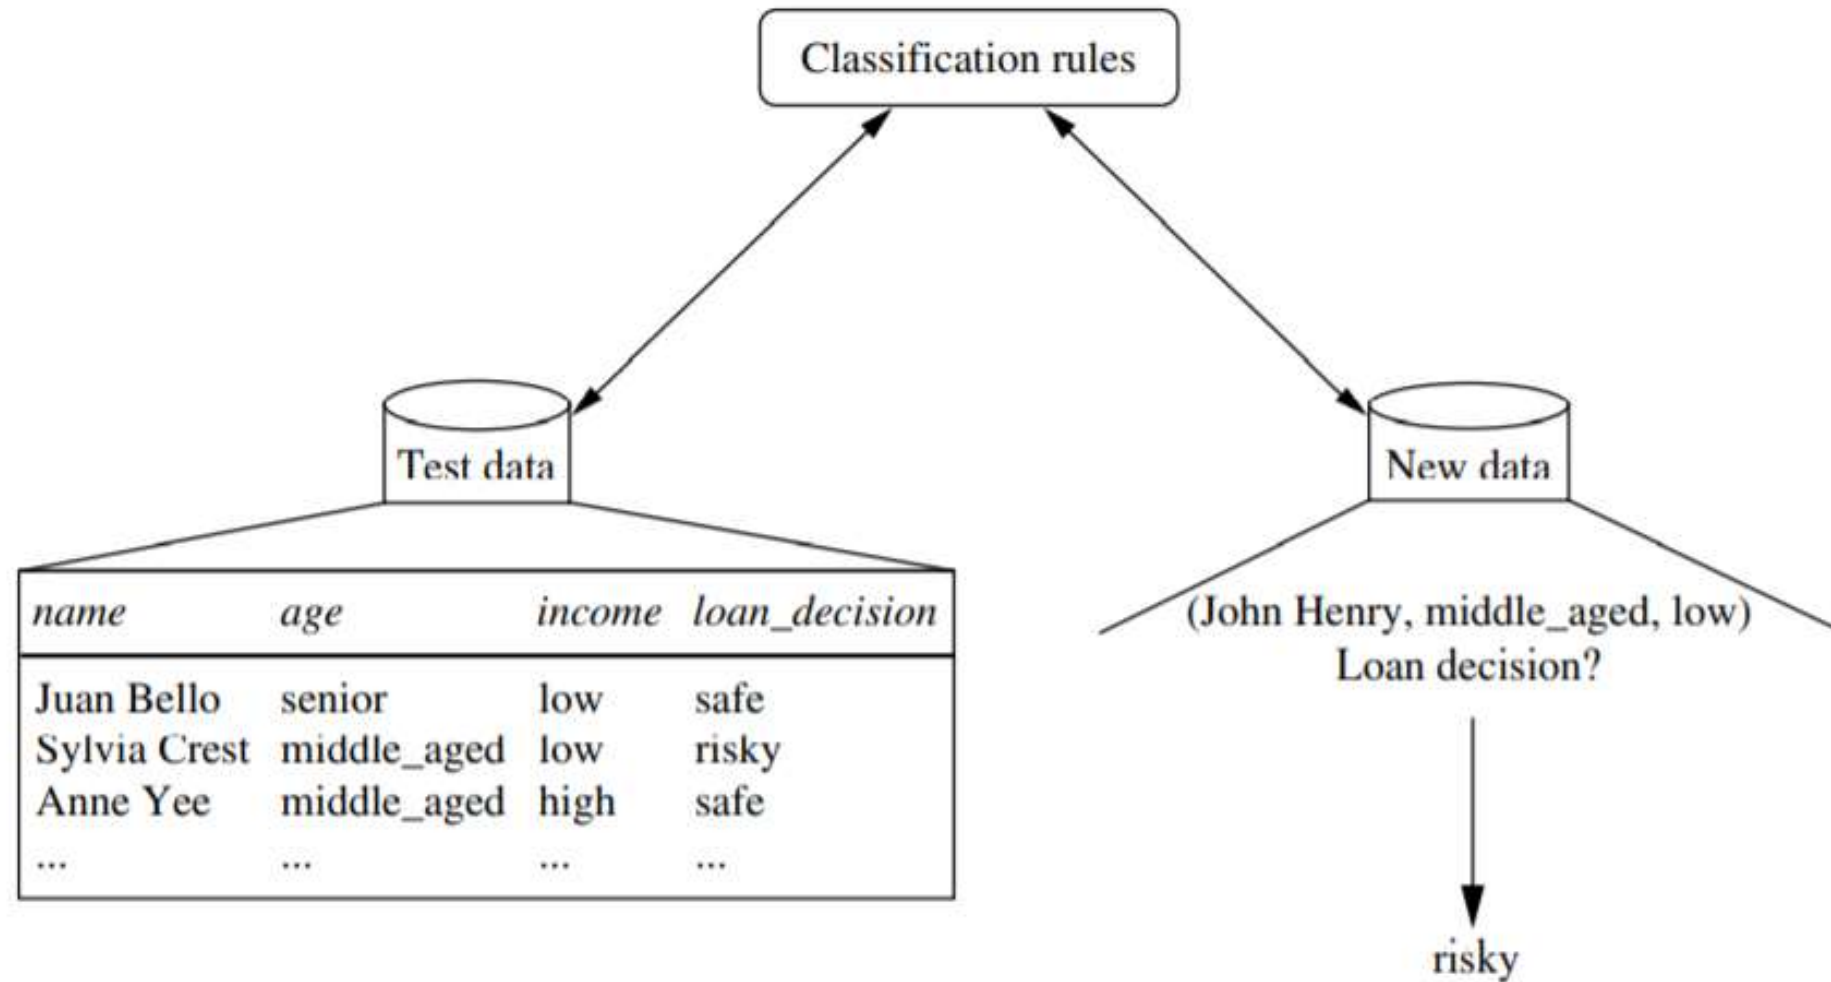 Classification rules
Test data
New data
name age income loan_decision
Juan Bello senior low safe
Sylvia Crest middle_aged low risky
Anne Yee middle_aged high safe
... ... ... ...
(John Henry, middle_aged, low)
Loan decision?
risky